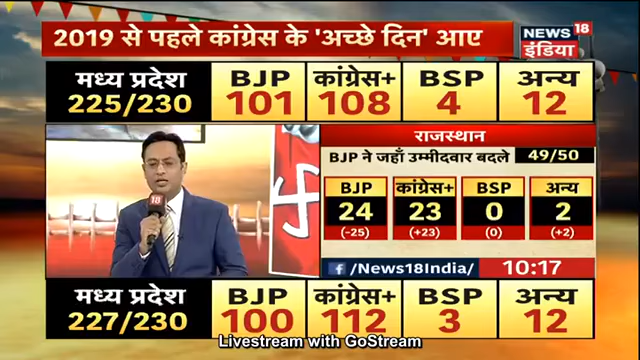 2019 से पहले कांग्रेस के 'अच्छे दिन' आए
NEWS 18
इंडिया
मध्य प्रदेश BJP कांग्रेस+ BSP अन्य
225/230 101 108 4 12
राजस्थान
BJP ने जहाँ उम्मीदवार बदले 49/50
BJP कांग्रेस+ BSP अन्य
24 23 0 2
(-25) (+23) (0) (+2)
18
f/News18India/ 10:17
मध्य प्रदेश BJP कांग्रेस+ BSP अन्य
227/230 100 112 3 12
Livestream with GoStream